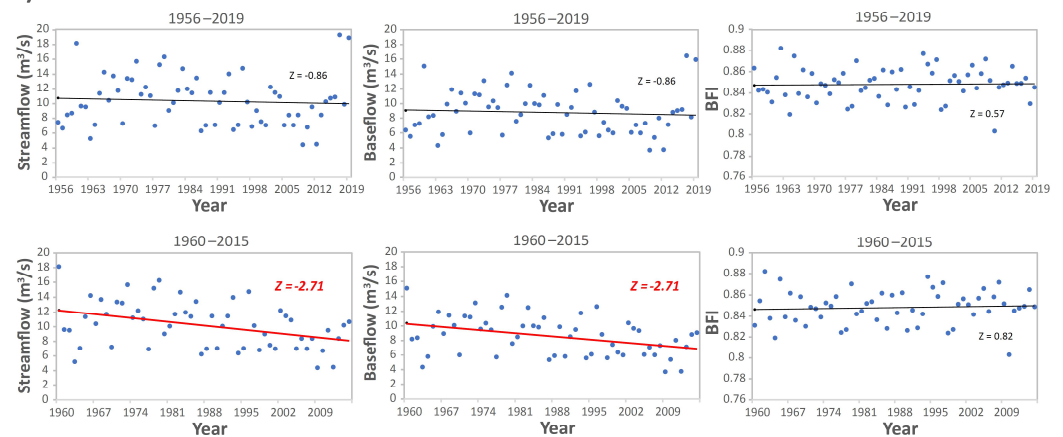 1956–2019
Streamflow (m³/s)
20
18
16
14
12
10
8
6
4
2
0
Z = -0.86
1956 1963 1970 1977 1984 1991 1998 2005 2012 2019
Year
1956–2019
Baseflow (m³/s)
20
18
16
14
12
10
8
6
4
2
0
Z = -0.86
1956 1963 1970 1977 1984 1991 1998 2005 2012 2019
Year
1956–2019
BFI
0.9
0.88
0.86
0.84
0.82
0.8
0.78
0.76
Z = 0.57
1956 1963 1970 1977 1984 1991 1998 2005 2012 2019
Year
1960–2015
Streamflow (m³/s)
20
18
16
14
12
10
8
6
4
2
0
Z = -2.71
1960 1967 1974 1981 1988 1995 2002 2009
Year
1960–2015
Baseflow (m³/s)
20
18
16
14
12
10
8
6
4
2
0
Z = -2.71
1960 1967 1974 1981 1988 1995 2002 2009
Year
1960–2015
BFI
0.9
0.88
0.86
0.84
0.82
0.8
0.78
0.76
Z = 0.82
1960 1967 1974 1981 1988 1995 2002 2009
Year